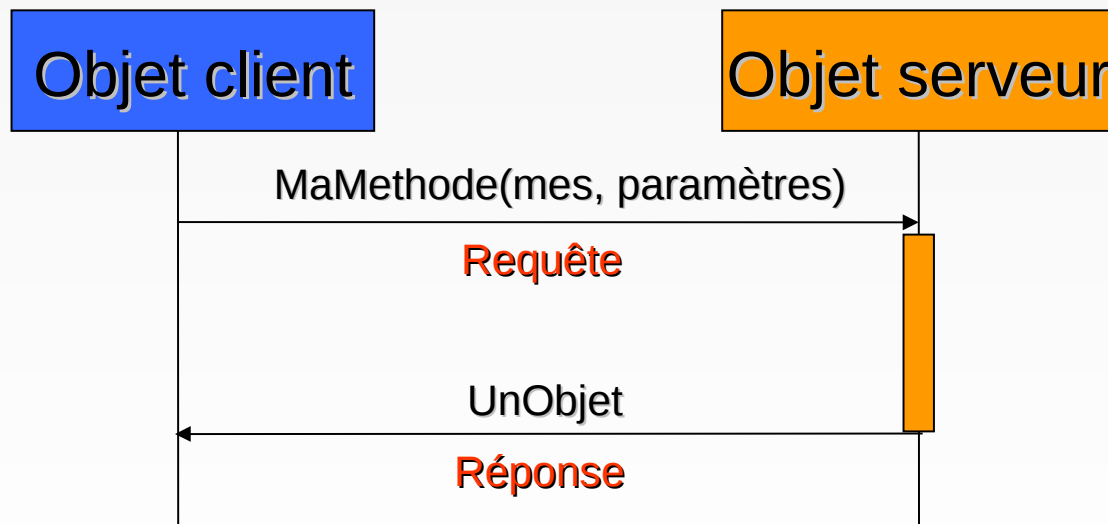 Objet client
Objet serveur
MaMethode(mes, paramètres)
Requête
UnObjet
Réponse